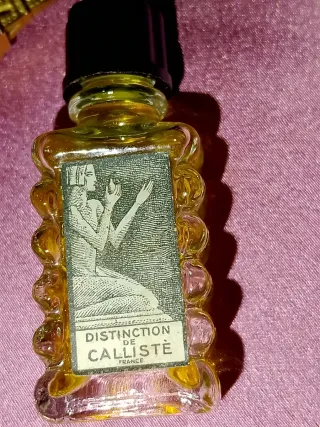 DISTINCTION
DE
CALLISTÈ
FRANCE